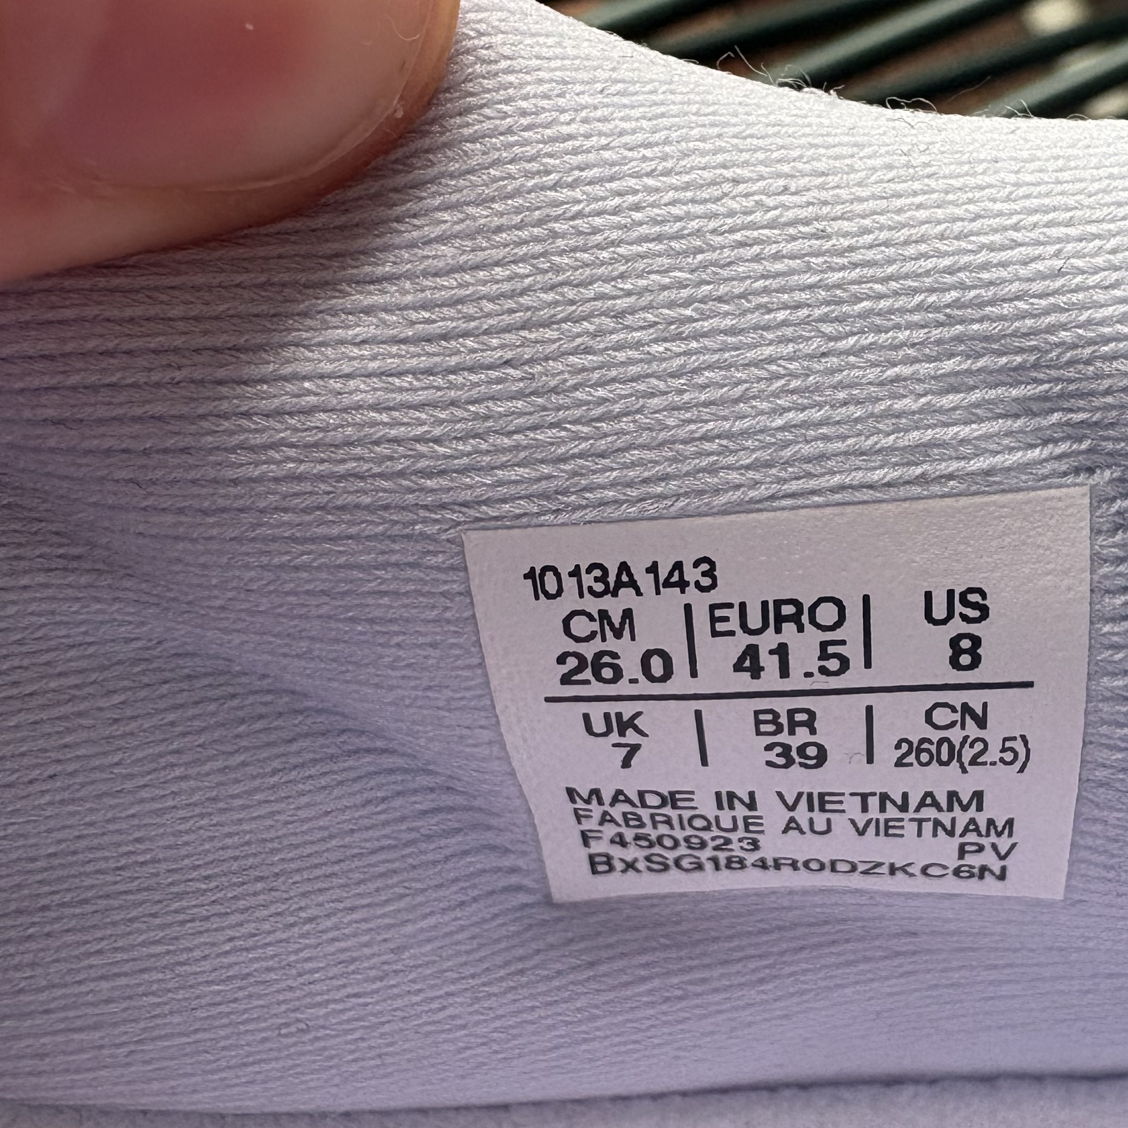 1013A143
CM | EURO | US
26.0 | 41.5 | 8
UK | BR | CN
7 | 39 | 260(2.5)
MADE IN VIETNAM
FABRIQUE AU VIETNAM
F450923 PV
BxSG184R0DZKC6N